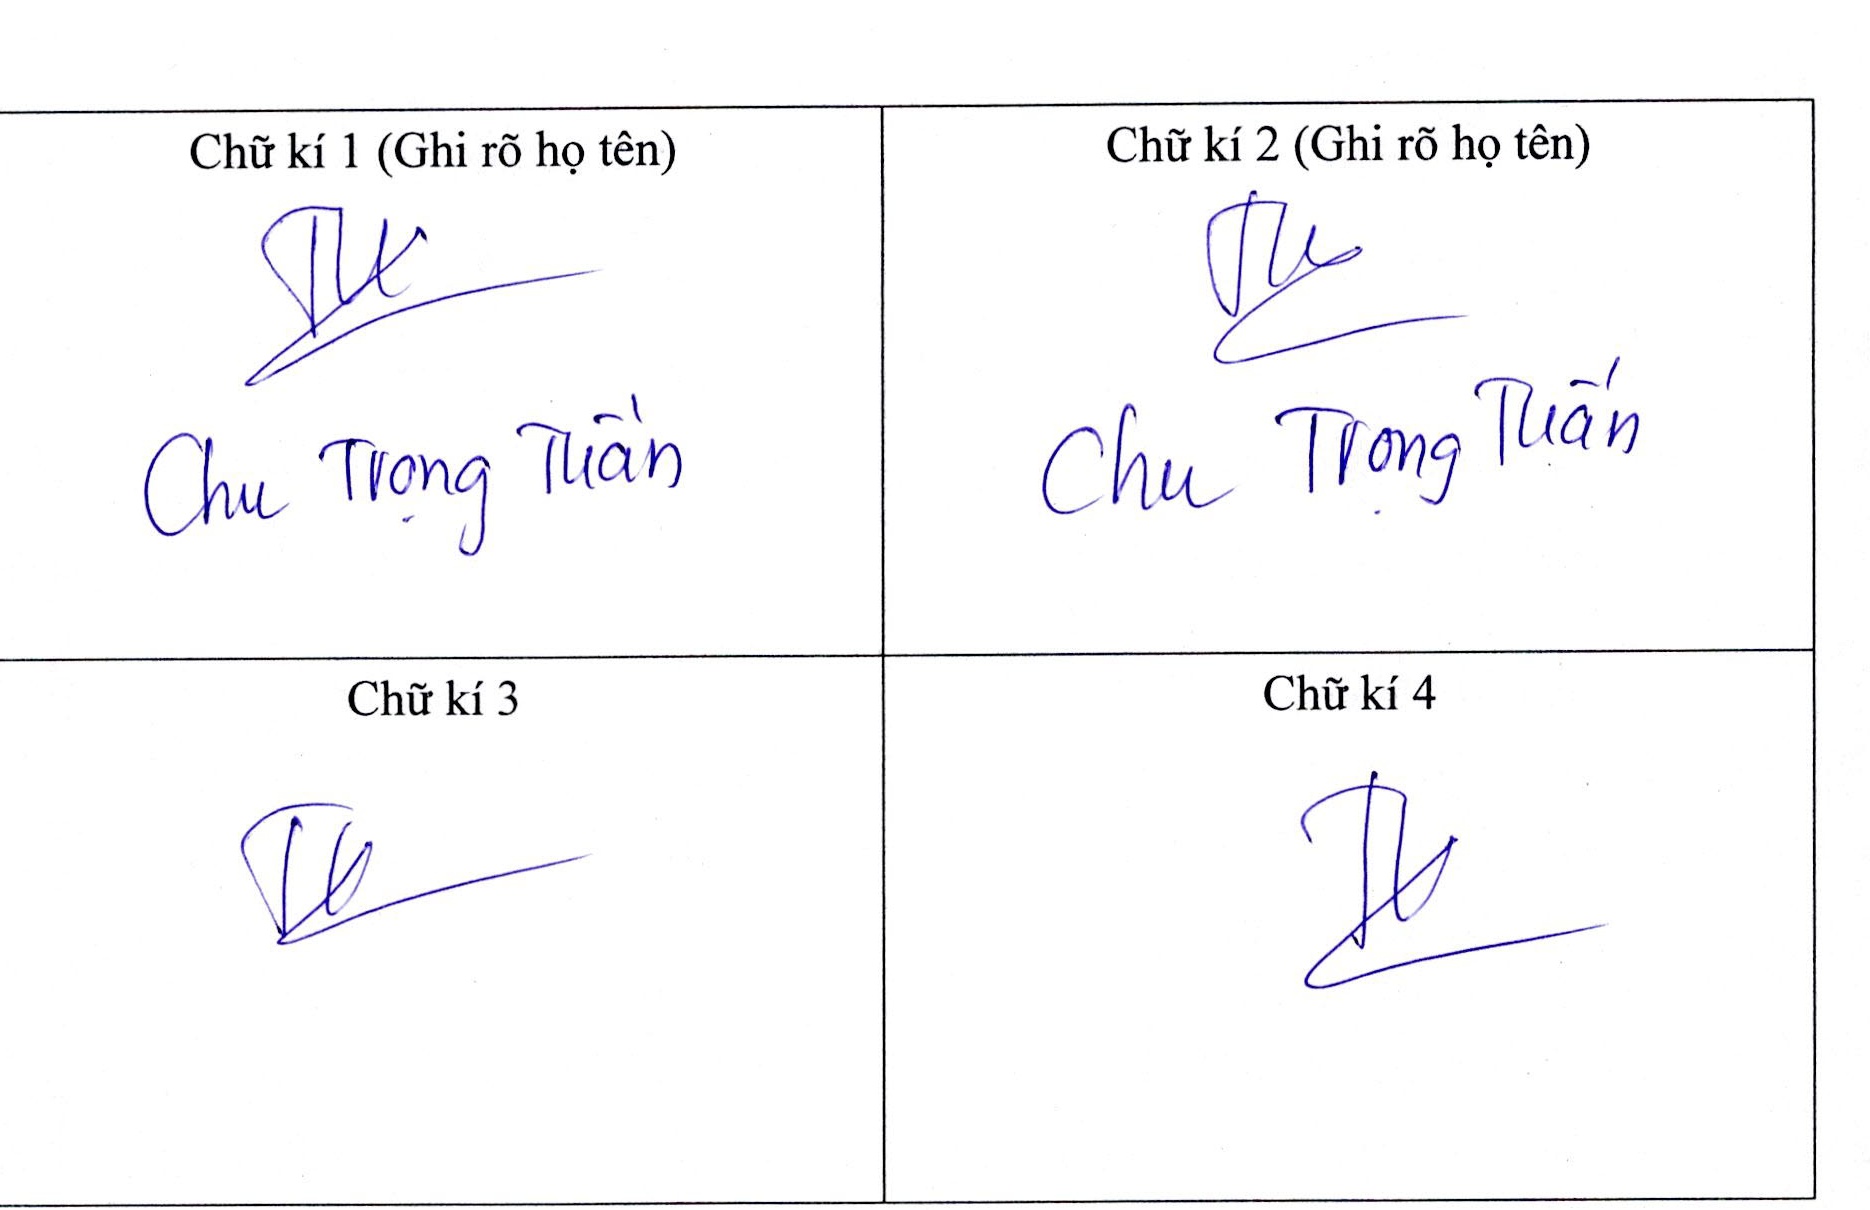 Chữ kí 1 (Ghi rõ họ tên)
Chu Trọng Tuấn
Chữ kí 2 (Ghi rõ họ tên)
Chu Trọng Tuấn
Chữ kí 3
Chữ kí 4